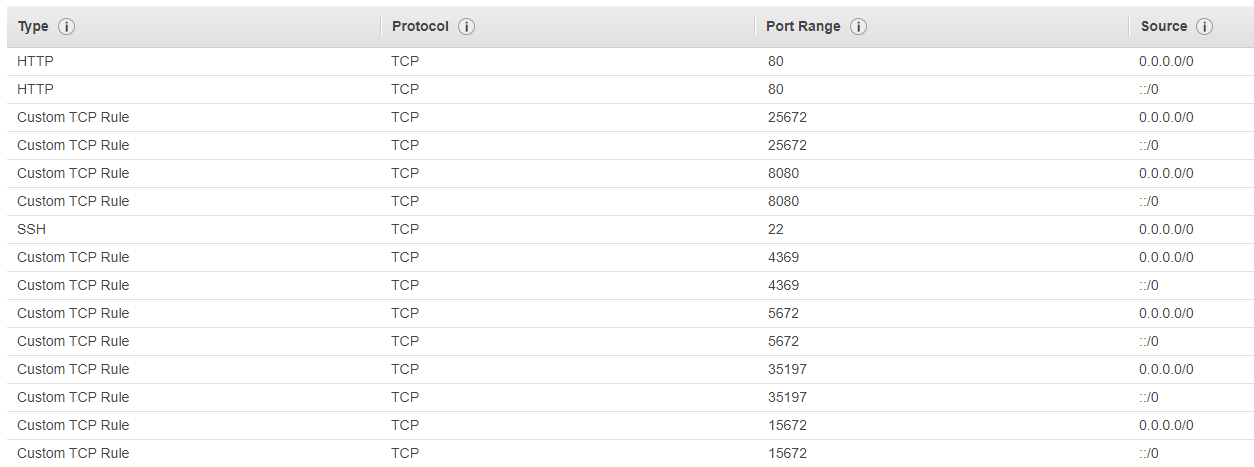 Type Protocol Port Range Source
HTTP TCP 80 0.0.0.0/0
HTTP TCP 80 ::/0
Custom TCP Rule TCP 25672 0.0.0.0/0
Custom TCP Rule TCP 25672 ::/0
Custom TCP Rule TCP 8080 0.0.0.0/0
Custom TCP Rule TCP 8080 ::/0
SSH TCP 22 0.0.0.0/0
Custom TCP Rule TCP 4369 0.0.0.0/0
Custom TCP Rule TCP 4369 ::/0
Custom TCP Rule TCP 5672 0.0.0.0/0
Custom TCP Rule TCP 5672 ::/0
Custom TCP Rule TCP 35197 0.0.0.0/0
Custom TCP Rule TCP 35197 ::/0
Custom TCP Rule TCP 15672 0.0.0.0/0
Custom TCP Rule TCP 15672 ::/0